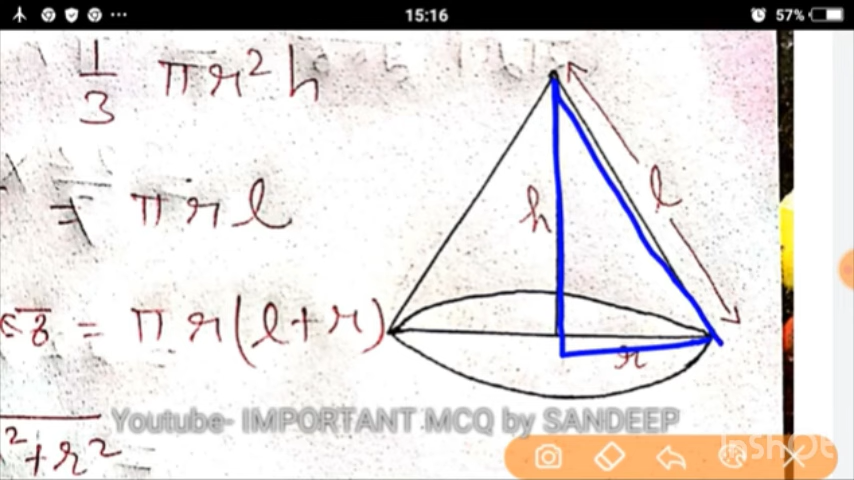 15:16
57%
1/3 πr²h
h
l
= πrl
= πr(l+r)
r
Youtube- IMPORTANT MCQ by SANDEEP
²+r²
InShot